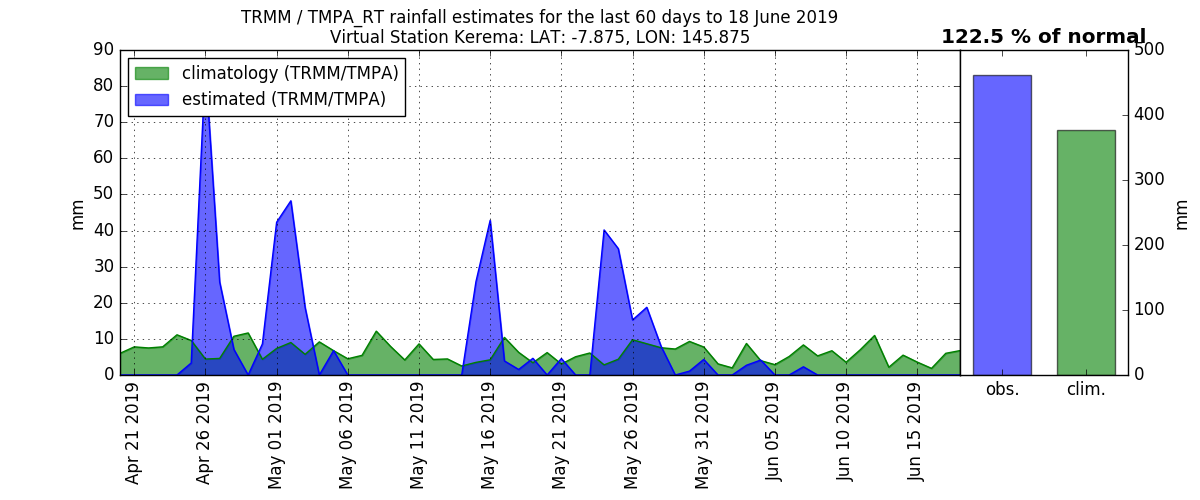 TRMM / TMPA_RT rainfall estimates for the last 60 days to 18 June 2019
Virtual Station Kerema: LAT: -7.875, LON: 145.875
122.5 % of normal
climatology (TRMM/TMPA)
estimated (TRMM/TMPA)
90
80
70
60
50
40
30
20
10
0
mm
Apr 21 2019
Apr 26 2019
May 01 2019
May 06 2019
May 11 2019
May 16 2019
May 21 2019
May 26 2019
May 31 2019
Jun 05 2019
Jun 10 2019
Jun 15 2019
500
400
300
200
100
0
mm
obs.
clim.